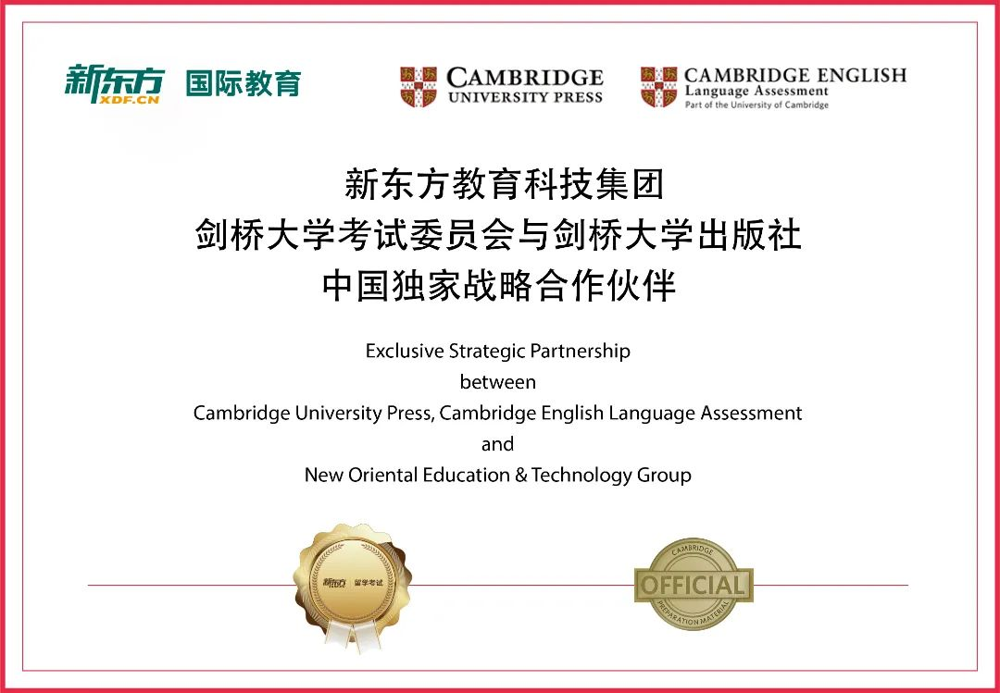 新东方 XDF.CN 国际教育
CAMBRIDGE UNIVERSITY PRESS
CAMBRIDGE ENGLISH
Language Assessment
Part of the University of Cambridge
新东方教育科技集团
剑桥大学考试委员会与剑桥大学出版社
中国独家战略合作伙伴
Exclusive Strategic Partnership
between
Cambridge University Press, Cambridge English Language Assessment
and
New Oriental Education & Technology Group
新东方 留学考试
CAMBRIDGE
OFFICIAL
PREPARATION MATERIAL